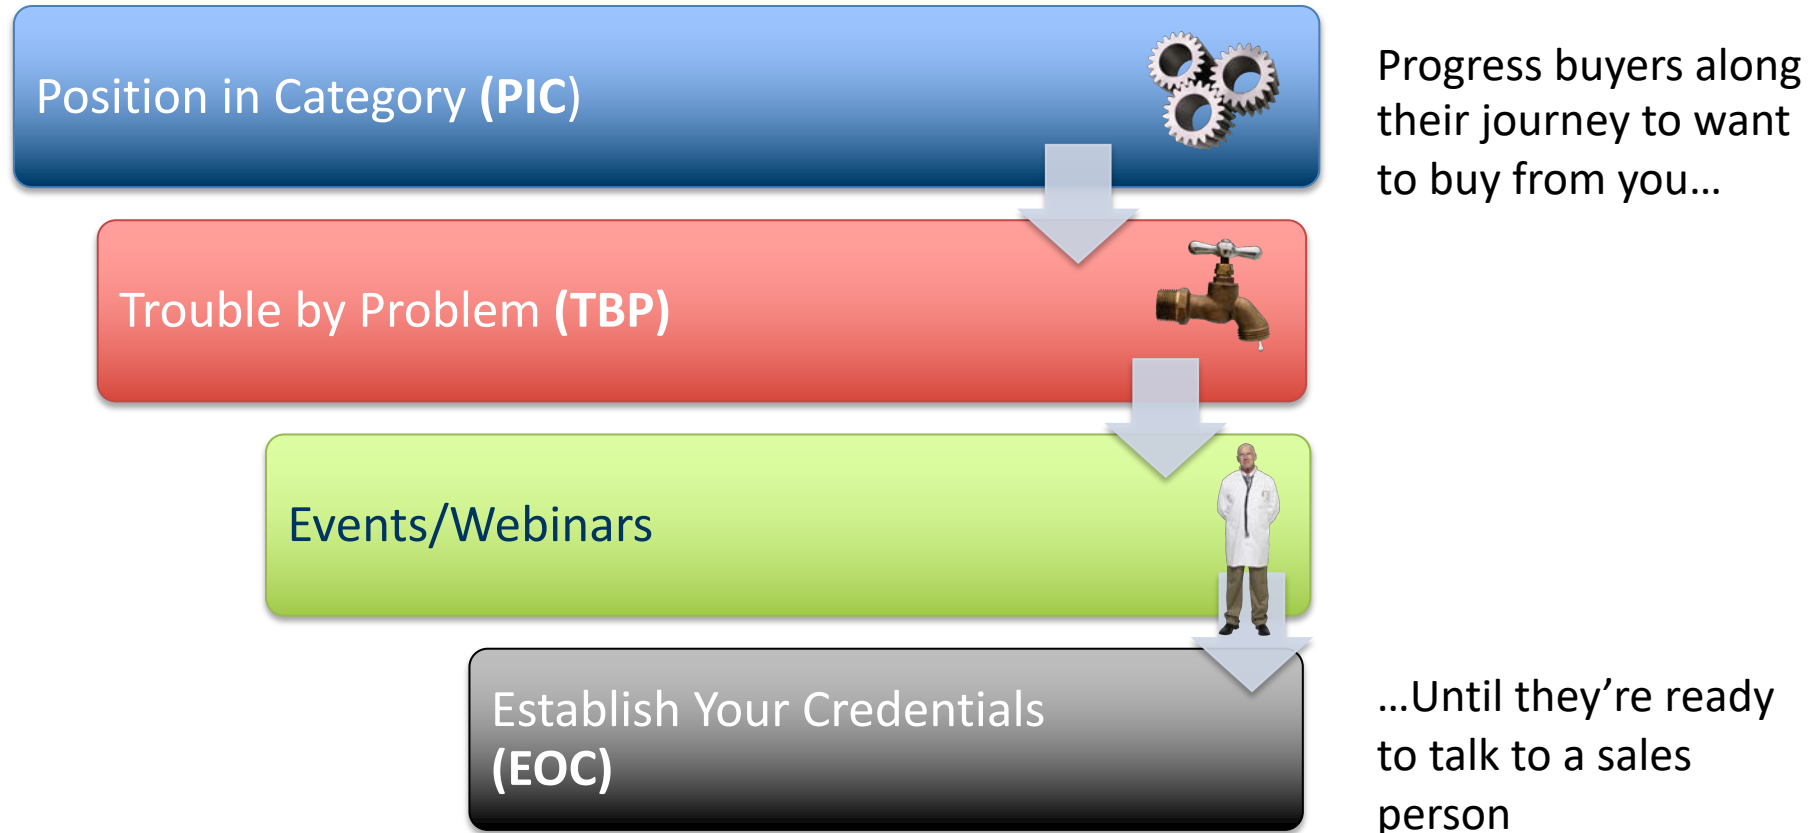 Position in Category (PIC)
Progress buyers along
their journey to want
to buy from you…
Trouble by Problem (TBP)
Events/Webinars
Establish Your Credentials
(EOC)
…Until they’re ready
to talk to a sales
person